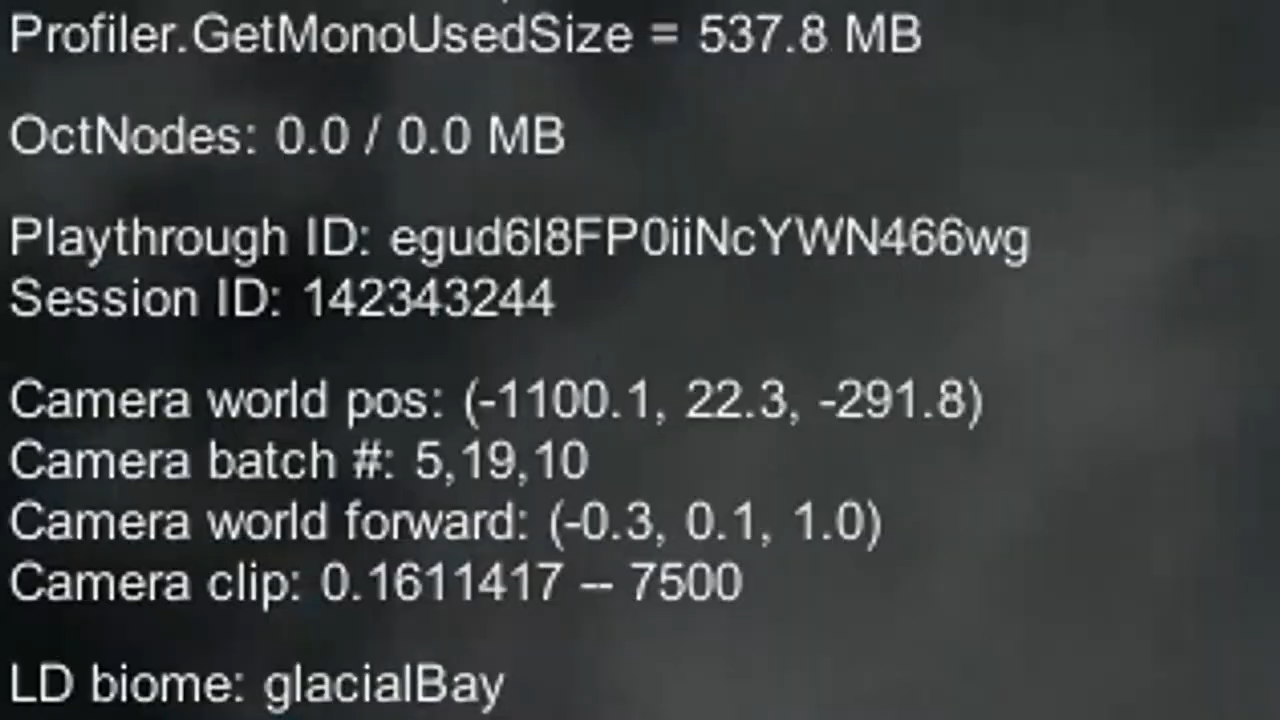 Profiler.GetMonoUsedSize = 537.8 MB
OctNodes: 0.0 / 0.0 MB
Playthrough ID: egud6l8FP0iiNcYWN466wg
Session ID: 142343244
Camera world pos: (-1100.1, 22.3, -291.8)
Camera batch #: 5,19,10
Camera world forward: (-0.3, 0.1, 1.0)
Camera clip: 0.1611417 -- 7500
LD biome: glacialBay